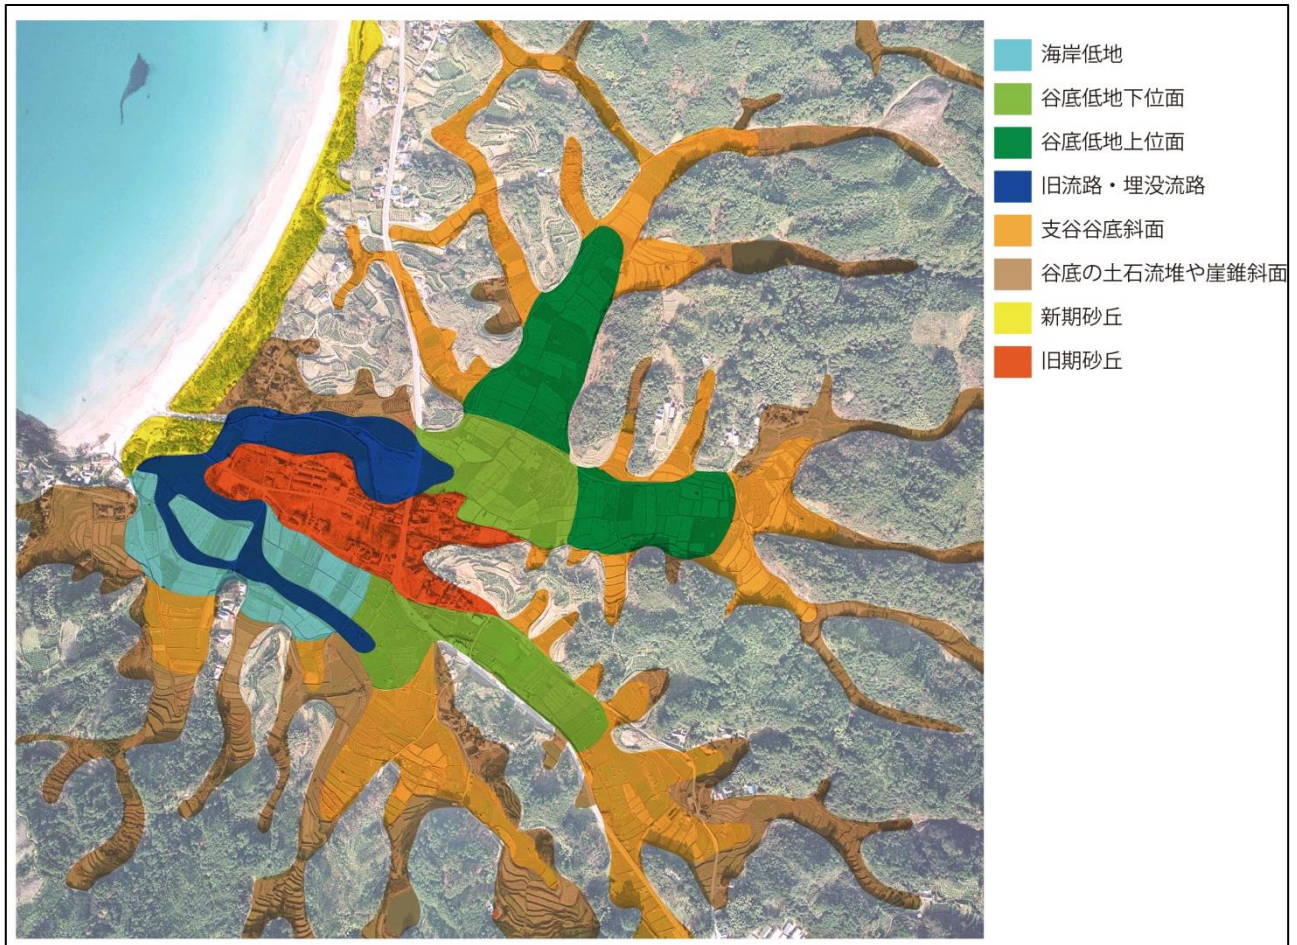 海岸低地
谷底低地下位面
谷底低地上位面
旧流路・埋没流路
支谷谷底斜面
谷底の土石流堆や崖錐斜面
新期砂丘
旧期砂丘